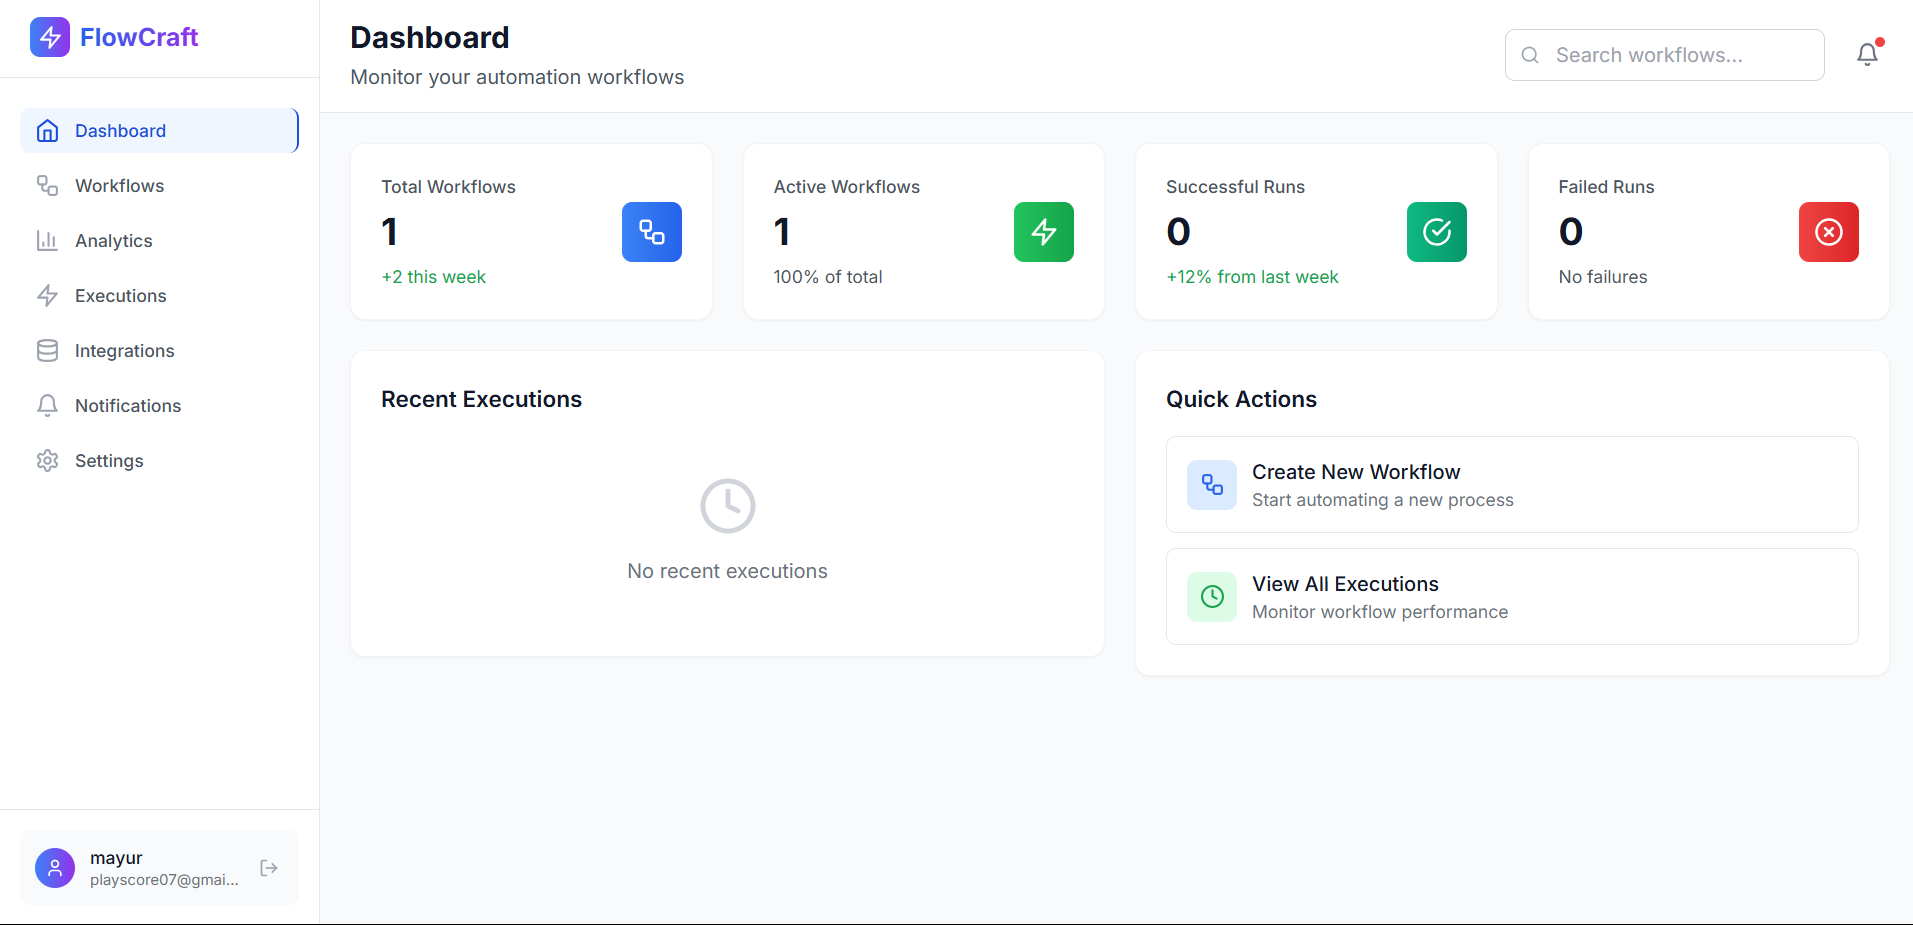 FlowCraft
Dashboard
Workflows
Analytics
Executions
Integrations
Notifications
Settings
mayur
playscore07@gmai...
Dashboard
Monitor your automation workflows
Search workflows...
Total Workflows
1
+2 this week
Active Workflows
1
100% of total
Successful Runs
0
+12% from last week
Failed Runs
0
No failures
Recent Executions
No recent executions
Quick Actions
Create New Workflow
Start automating a new process
View All Executions
Monitor workflow performance